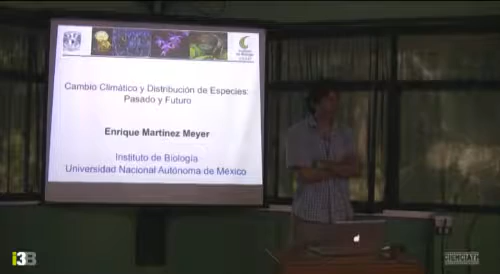 Cambio Climático y Distribución de Especies:
Pasado y Futuro
Enrique Martínez Meyer
Instituto de Biología
Universidad Nacional Autónoma de México
i3B